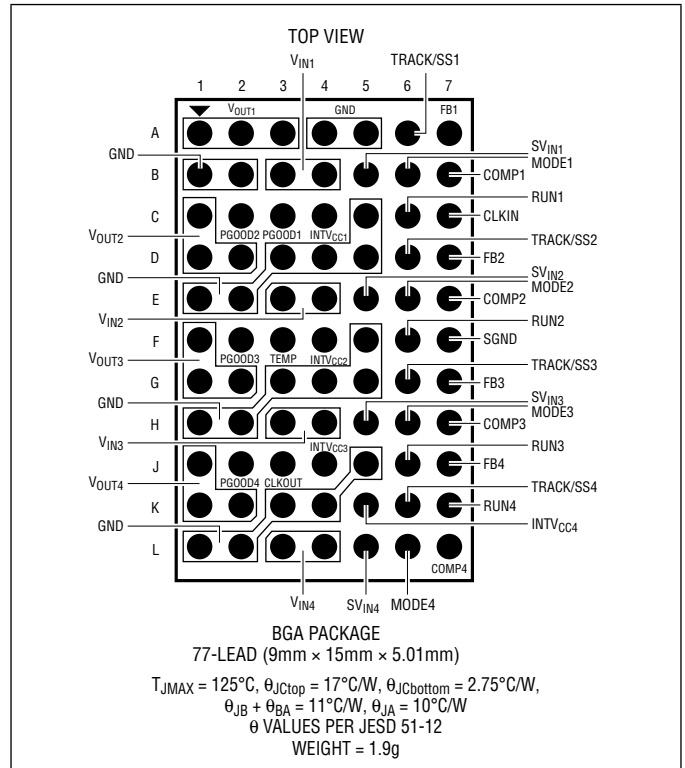 TOP VIEW
VIN1
TRACK/SS1
1 2 3 4 5 6 7
VOUT1
GND
FB1
A
SVIN1
MODE1
GND
B
COMP1
RUN1
C
CLKIN
VOUT2
PGOOD2 PGOOD1 INTVCC1
TRACK/SS2
D
FB2
GND
SVIN2
MODE2
E
COMP2
VIN2
RUN2
F
SGND
VOUT3
PGOOD3 TEMP INTVCC2
TRACK/SS3
G
FB3
GND
SVIN3
MODE3
H
COMP3
VIN3
INTVCC3
RUN3
J
FB4
VOUT4
PGOOD4 CLKOUT
TRACK/SS4
K
RUN4
GND
INTVCC4
L
COMP4
VIN4
SVIN4
MODE4
BGA PACKAGE
77-LEAD (9mm × 15mm × 5.01mm)
TJMAX = 125°C, θJCtop = 17°C/W, θJCbottom = 2.75°C/W,
θJB + θBA = 11°C/W, θJA = 10°C/W
θ VALUES PER JESD 51-12
WEIGHT = 1.9g